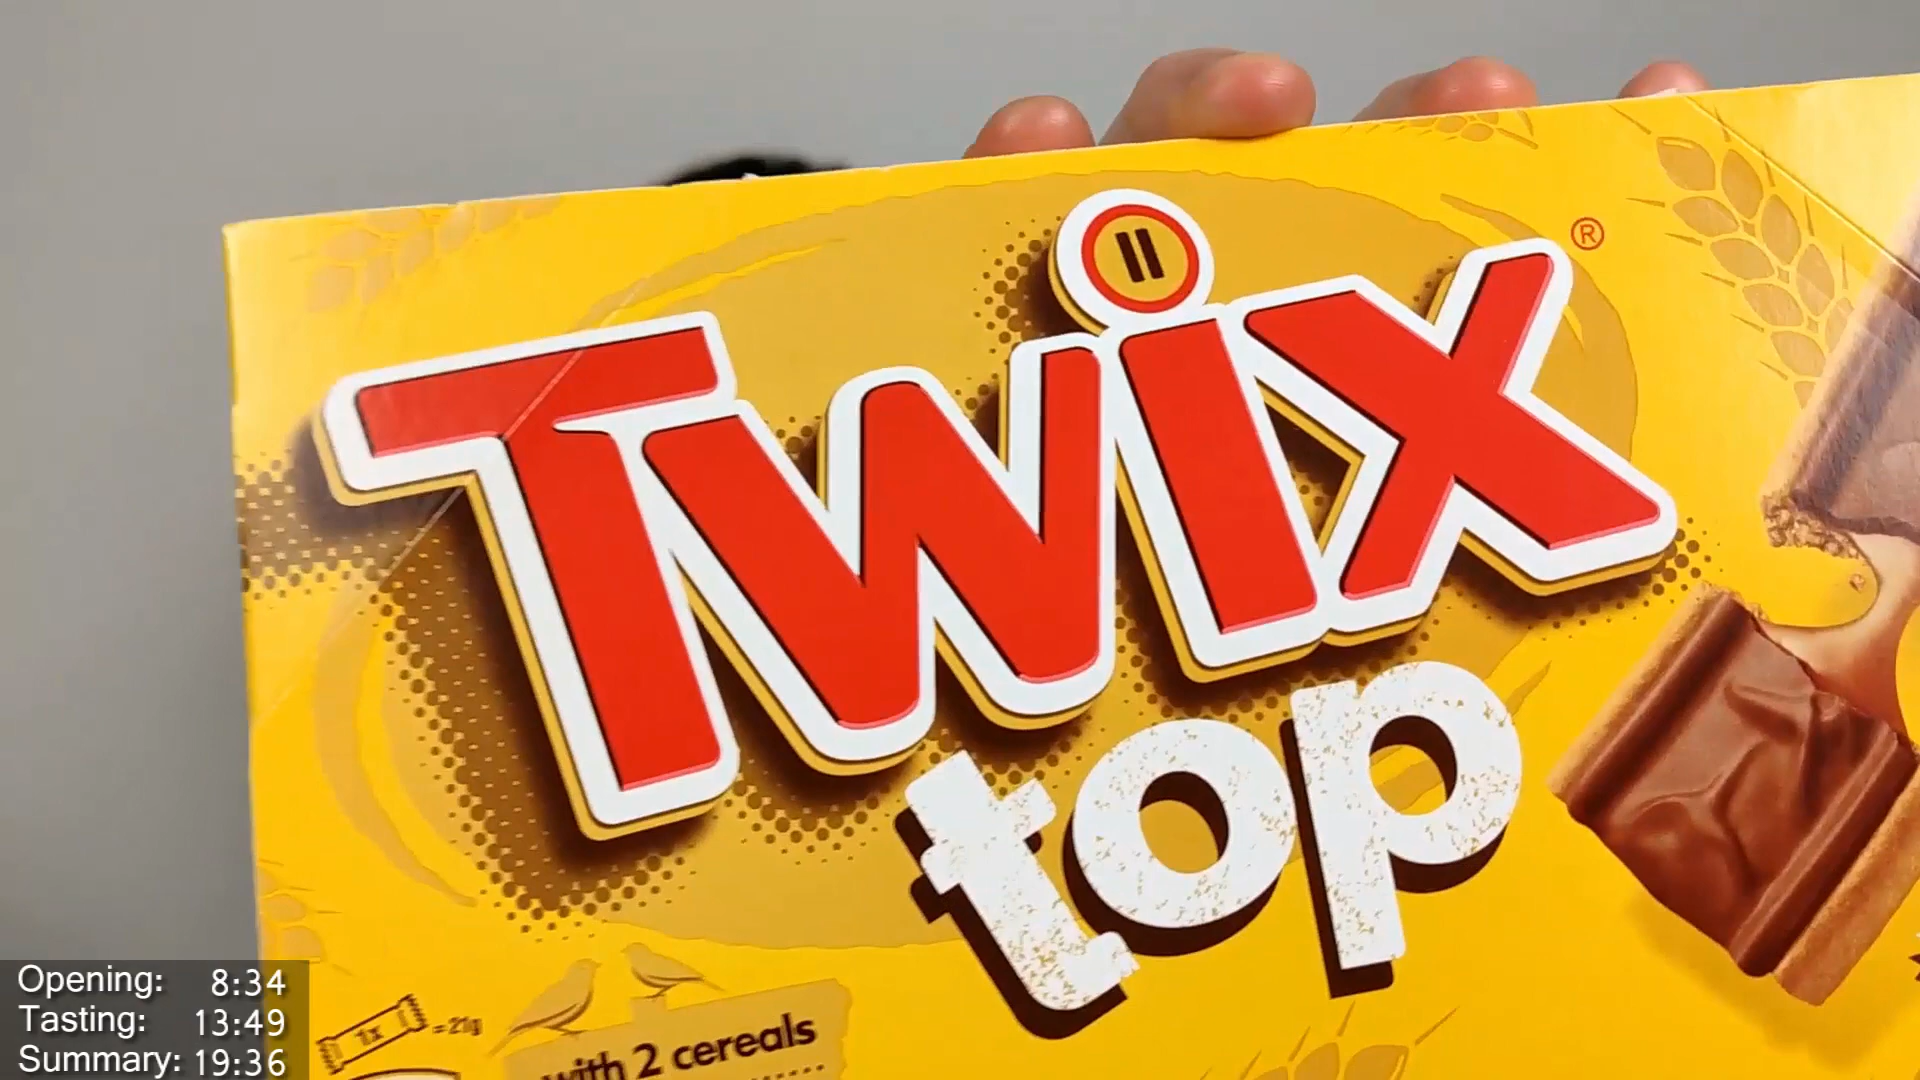 Twix®
top
Opening: 8:34
Tasting: 13:49
Summary: 19:36
1x =21g
with 2 cereals